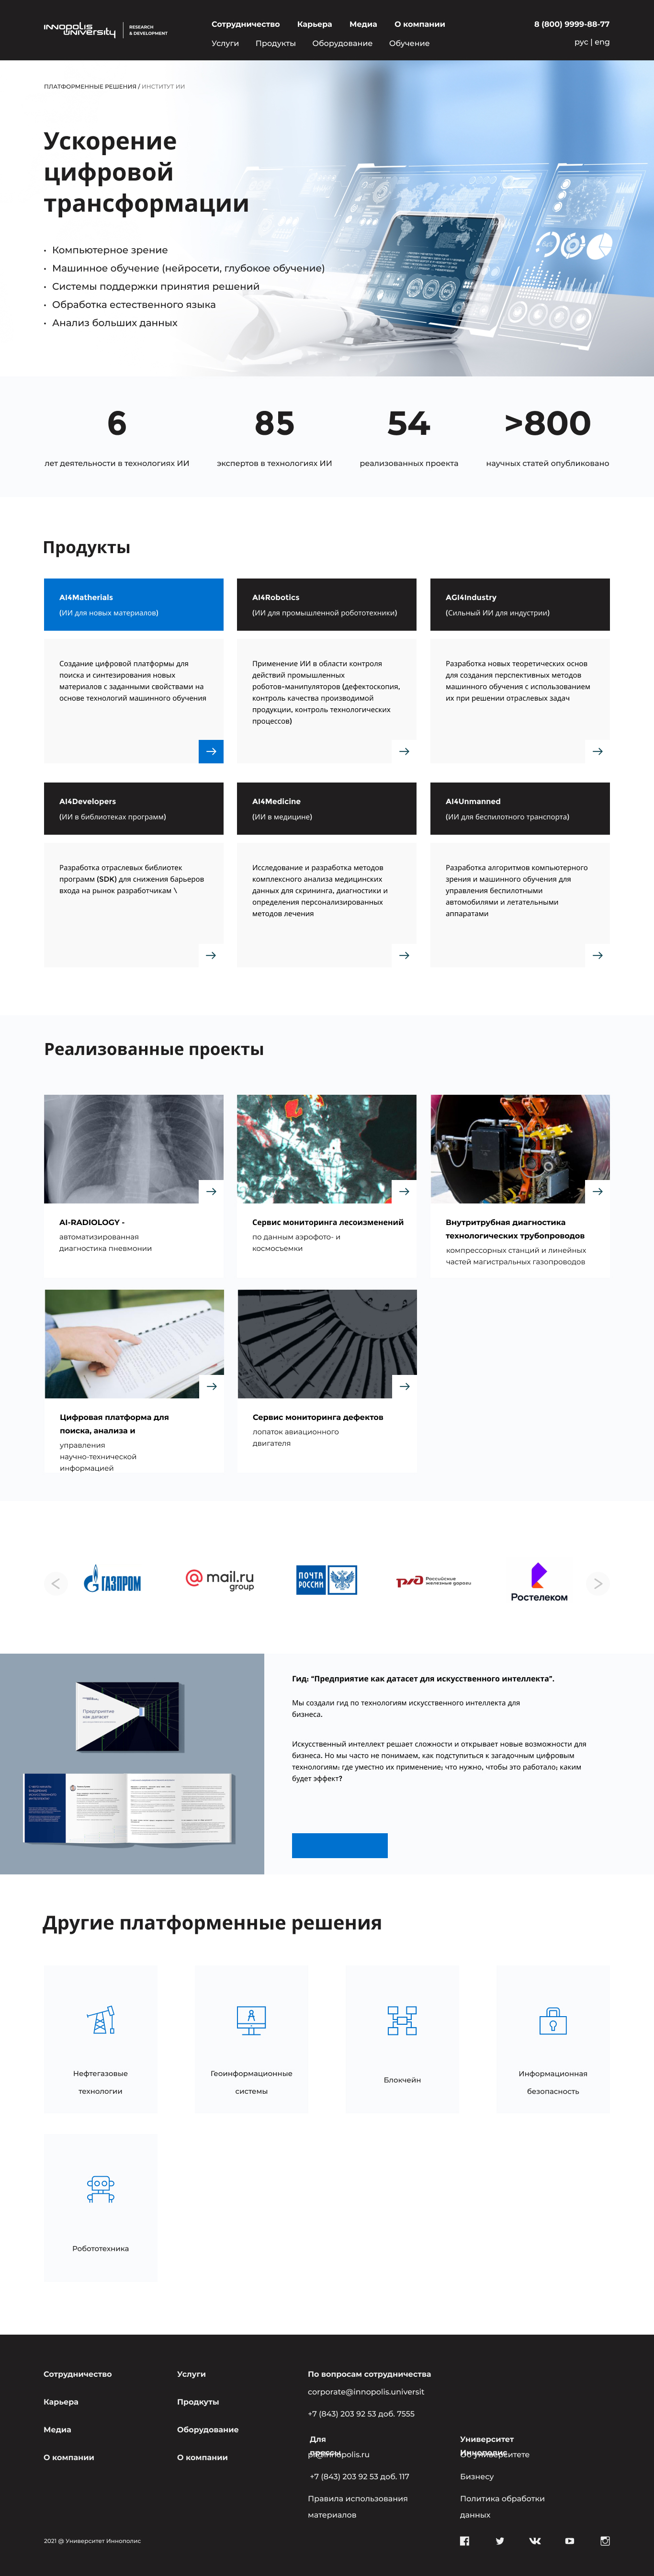 INNOPOLIS
University
RESEARCH
& DEVELOPMENT
Сотрудничество Карьера Медиа О компании
Услуги Продукты Оборудование Обучение
8 (800) 9999-88-77
рус | eng
ПЛАТФОРМЕННЫЕ РЕШЕНИЯ / ИНСТИТУТ ИИ
Ускорение
цифровой
трансформации
• Компьютерное зрение
• Машинное обучение (нейросети, глубокое обучение)
• Системы поддержки принятия решений
• Обработка естественного языка
• Анализ больших данных
6 85 54 >800
лет деятельности в технологиях ИИ экспертов в технологиях ИИ реализованных проекта научных статей опубликовано
Продукты
AI4Matherials
(ИИ для новых материалов)
Создание цифровой платформы для
поиска и синтезирования новых
материалов с заданными свойствами на
основе технологий машинного обучения
AI4Robotics
(ИИ для промышленной робототехники)
Применение ИИ в области контроля
действий промышленных
роботов-манипуляторов (дефектоскопия,
контроль качества производимой
продукции, контроль технологических
процессов)
AGI4Industry
(Сильный ИИ для индустрии)
Разработка новых теоретических основ
для создания перспективных методов
машинного обучения с использованием
их при решении отраслевых задач
AI4Developers
(ИИ в библиотеках программ)
Разработка отраслевых библиотек
программ (SDK) для снижения барьеров
входа на рынок разработчикам \
AI4Medicine
(ИИ в медицине)
Исследование и разработка методов
комплексного анализа медицинских
данных для скрининга, диагностики и
определения персонализированных
методов лечения
AI4Unmanned
(ИИ для беспилотного транспорта)
Разработка алгоритмов компьютерного
зрения и машинного обучения для
управления беспилотными
автомобилями и летательными
аппаратами
Реализованные проекты
AI-RADIOLOGY -
автоматизированная
диагностика пневмонии
Сервис мониторинга лесоизменений
по данным аэрофото- и
космосъемки
Внутритрубная диагностика
технологических трубопроводов
компрессорных станций и линейных
частей магистральных газопроводов
Цифровая платформа для
поиска, анализа и
управления
научно-технической
информацией
Сервис мониторинга дефектов
лопаток авиационного
двигателя
ГАЗПРОМ
@mail.ru
group
ПОЧТА
РОССИИ
РЖД Российские
железные дороги
Ростелеком
Предприятие
как датасет
Гид: "Предприятие как датасет для искусственного интеллекта".
Мы создали гид по технологиям искусственного интеллекта для
бизнеса.
Искусственный интеллект решает сложности и открывает новые возможности для
бизнеса. Но мы часто не понимаем, как подступиться к загадочным цифровым
технологиям: где уместно их применение; что нужно, чтобы это работало; каким
будет эффект?
Другие платформенные решения
Нефтегазовые
технологии
Геоинформационные
системы
Блокчейн
Информационная
безопасность
Робототехника
Сотрудничество
Карьера
Медиа
О компании
Услуги
Продкуты
Оборудование
О компании
По вопросам сотрудничества
corporate@innopolis.universit
+7 (843) 203 92 53 доб. 7555
Для
прессы
pr@innopolis.ru
+7 (843) 203 92 53 доб. 117
Правила использования
материалов
Университет
Иннополис
Об университете
Бизнесу
Политика обработки
данных
2021 @ Университет Иннополис